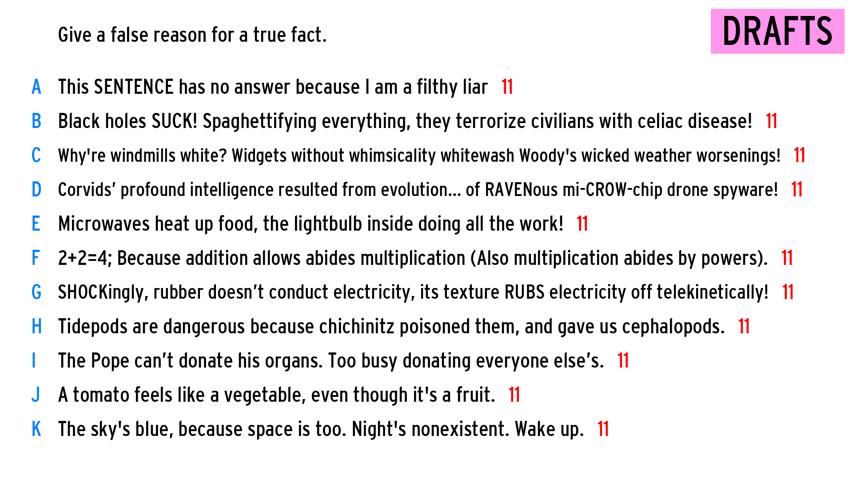 Give a false reason for a true fact.
DRAFTS
A This SENTENCE has no answer because I am a filthy liar 11
B Black holes SUCK! Spaghettifying everything, they terrorize civilians with celiac disease! 11
C Why're windmills white? Widgets without whimsicality whitewash Woody's wicked weather worsenings! 11
D Corvids’ profound intelligence resulted from evolution... of RAVENous mi-CROW-chip drone spyware! 11
E Microwaves heat up food, the lightbulb inside doing all the work! 11
F 2+2=4; Because addition allows abides multiplication (Also multiplication abides by powers). 11
G SHOCKingly, rubber doesn’t conduct electricity, its texture RUBS electricity off telekinetically! 11
H Tidepods are dangerous because chichinitz poisoned them, and gave us cephalopods. 11
I The Pope can’t donate his organs. Too busy donating everyone else’s. 11
J A tomato feels like a vegetable, even though it's a fruit. 11
K The sky's blue, because space is too. Night's nonexistent. Wake up. 11